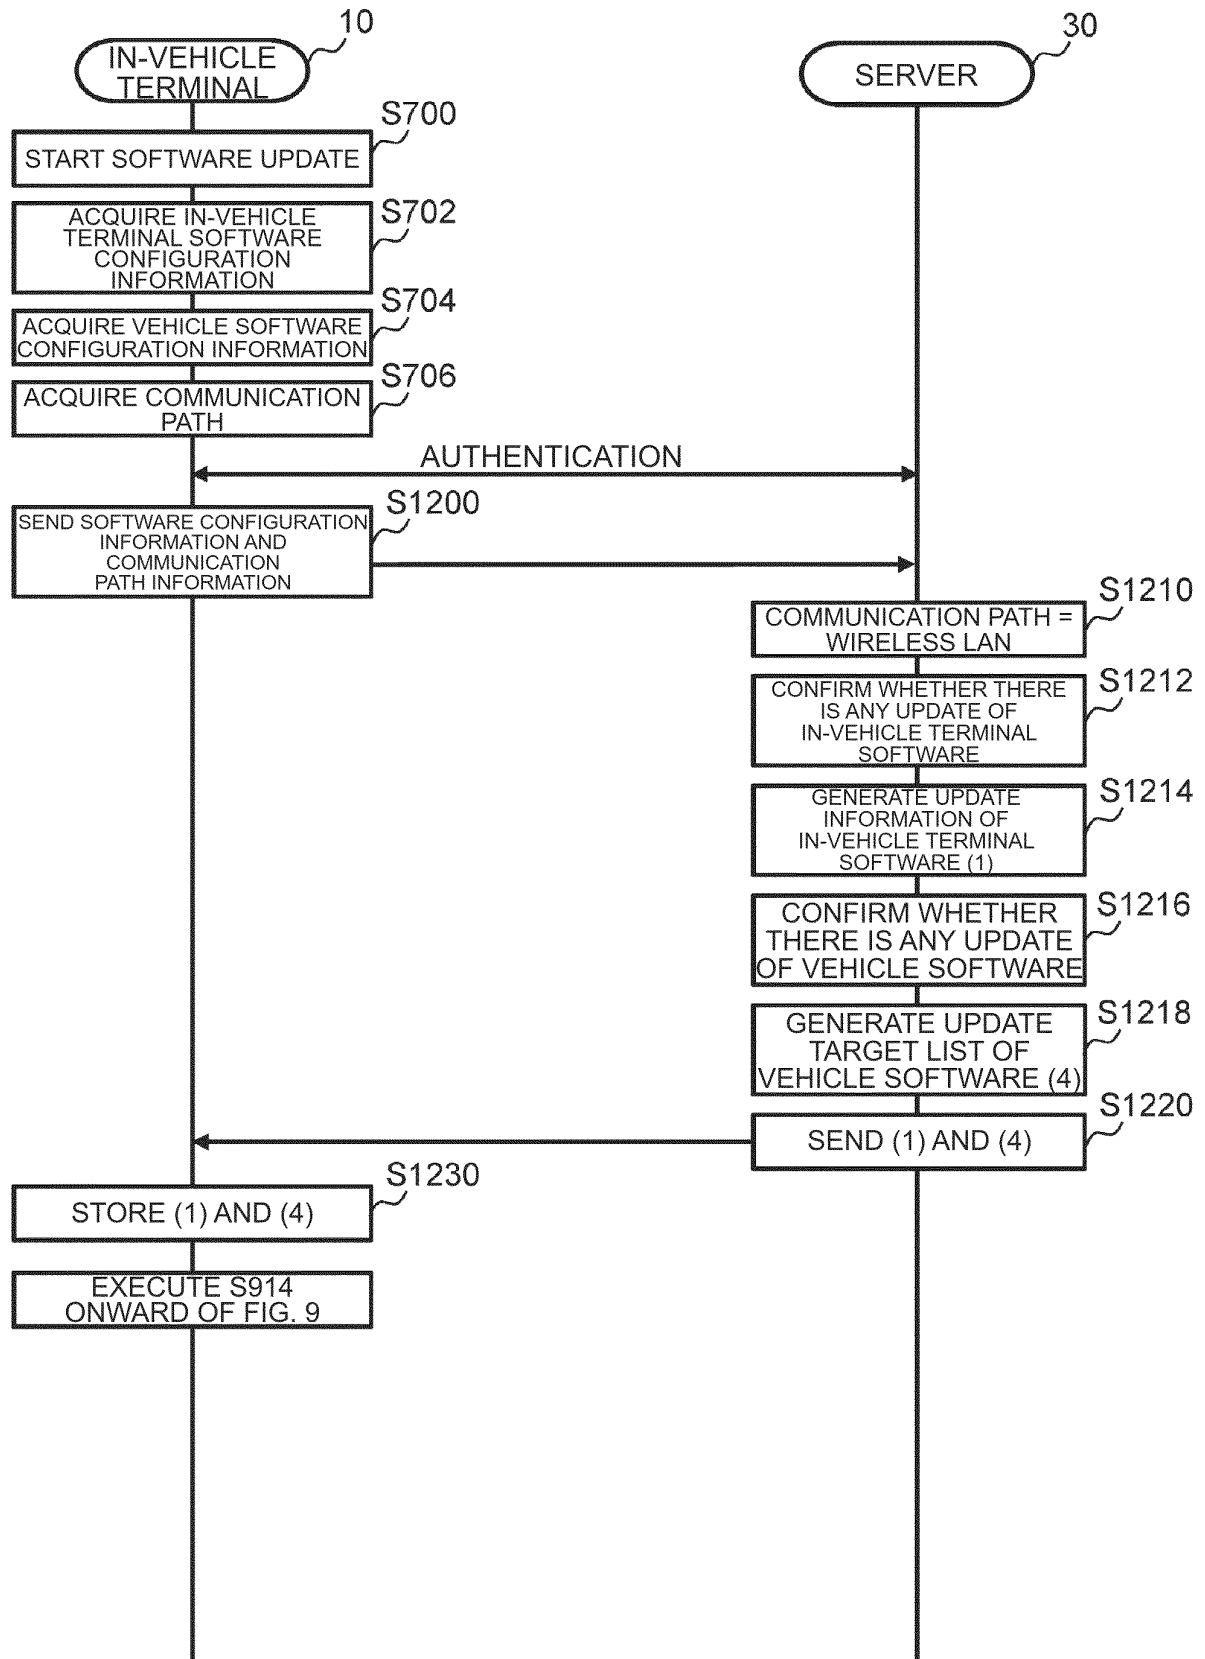 10
IN-VEHICLE
TERMINAL
30
SERVER
S700
START SOFTWARE UPDATE
S702
ACQUIRE IN-VEHICLE
TERMINAL SOFTWARE
CONFIGURATION
INFORMATION
S704
ACQUIRE VEHICLE SOFTWARE
CONFIGURATION INFORMATION
S706
ACQUIRE COMMUNICATION
PATH
AUTHENTICATION
S1200
SEND SOFTWARE CONFIGURATION
INFORMATION AND
COMMUNICATION
PATH INFORMATION
S1210
COMMUNICATION PATH =
WIRELESS LAN
S1212
CONFIRM WHETHER THERE
IS ANY UPDATE OF
IN-VEHICLE TERMINAL
SOFTWARE
S1214
GENERATE UPDATE
INFORMATION OF
IN-VEHICLE TERMINAL
SOFTWARE (1)
S1216
CONFIRM WHETHER
THERE IS ANY UPDATE
OF VEHICLE SOFTWARE
S1218
GENERATE UPDATE
TARGET LIST OF
VEHICLE SOFTWARE (4)
S1220
SEND (1) AND (4)
S1230
STORE (1) AND (4)
EXECUTE S914
ONWARD OF FIG. 9